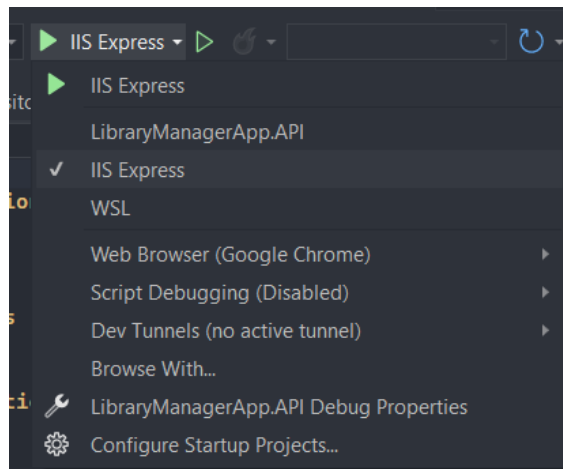 IIS Express
IIS Express
LibraryManagerApp.API
IIS Express
WSL
Web Browser (Google Chrome)
Script Debugging (Disabled)
Dev Tunnels (no active tunnel)
Browse With...
LibraryManagerApp.API Debug Properties
Configure Startup Projects...